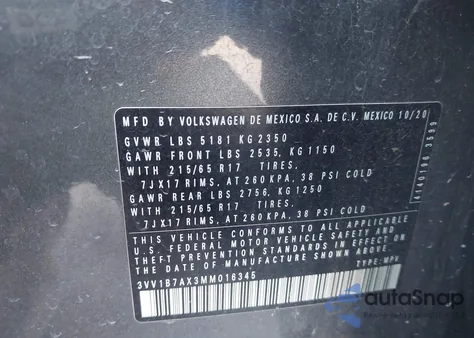 MFD BY VOLKSWAGEN DE MEXICO S.A. DE C.V. MEXICO 10/20
GVWR LBS 5181 KG 2350
GAWR FRONT LBS 2535, KG 1150
WITH 215/65 R17 TIRES.
7JX17 RIMS, AT 260 KPA, 38 PSI COLD
GAWR REAR LBS 2756, KG 1250
WITH 215/65 R17 TIRES.
7JX17 RIMS, AT 260 KPA, 38 PSI COLD
THIS VEHICLE CONFORMS TO ALL APPLICABLE
U.S. FEDERAL MOTOR VEHICLE SAFETY AND
THEFT PREVENTION STANDARDS IN EFFECT ON
THE DATE OF MANUFACTURE SHOWN ABOVE.
3VV1B7AX3MM016345 TYPE: MPV
autoSnap